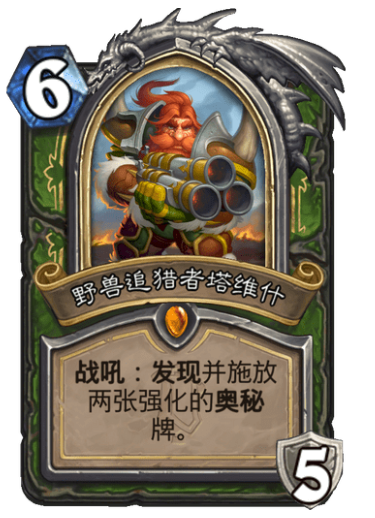 6
野兽追猎者塔维什
战吼：发现并施放
两张强化的奥秘
牌。
5